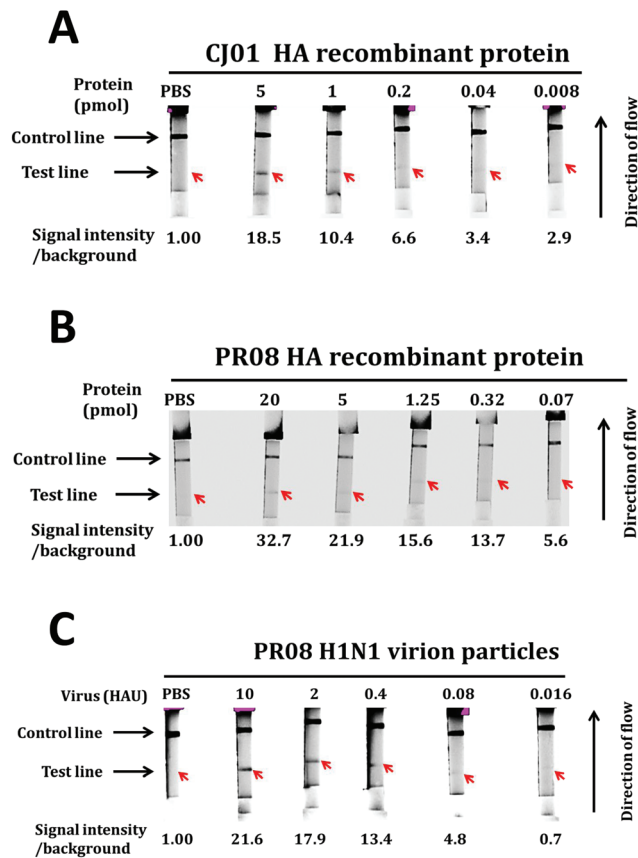 A
CJ01 HA recombinant protein
Protein (pmol) PBS 5 1 0.2 0.04 0.008
Control line
Test line
Direction of flow
Signal intensity /background 1.00 18.5 10.4 6.6 3.4 2.9
B
PR08 HA recombinant protein
Protein (pmol) PBS 20 5 1.25 0.32 0.07
Control line
Test line
Direction of flow
Signal intensity /background 1.00 32.7 21.9 15.6 13.7 5.6
C
PR08 H1N1 virion particles
Virus (HAU) PBS 10 2 0.4 0.08 0.016
Control line
Test line
Direction of flow
Signal intensity /background 1.00 21.6 17.9 13.4 4.8 0.7